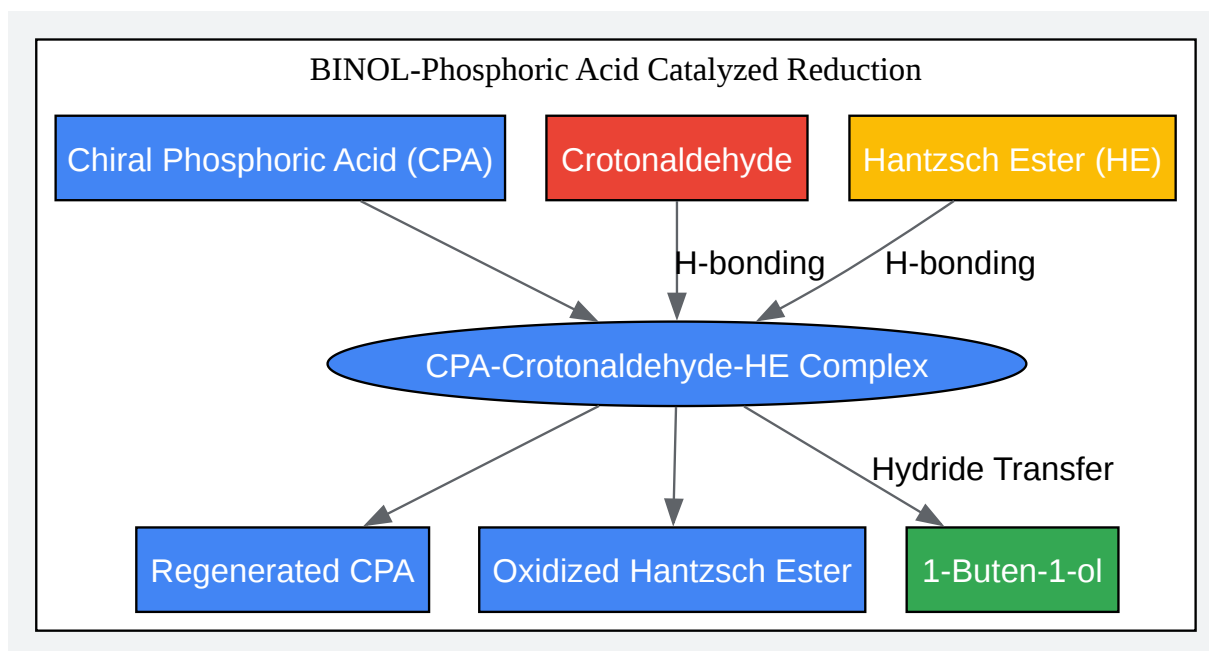 BINOL-Phosphoric Acid Catalyzed Reduction
Chiral Phosphoric Acid (CPA)
Crotonaldehyde
Hantzsch Ester (HE)
H-bonding
H-bonding
CPA-Crotonaldehyde-HE Complex
Hydride Transfer
Regenerated CPA
Oxidized Hantzsch Ester
1-Buten-1-ol